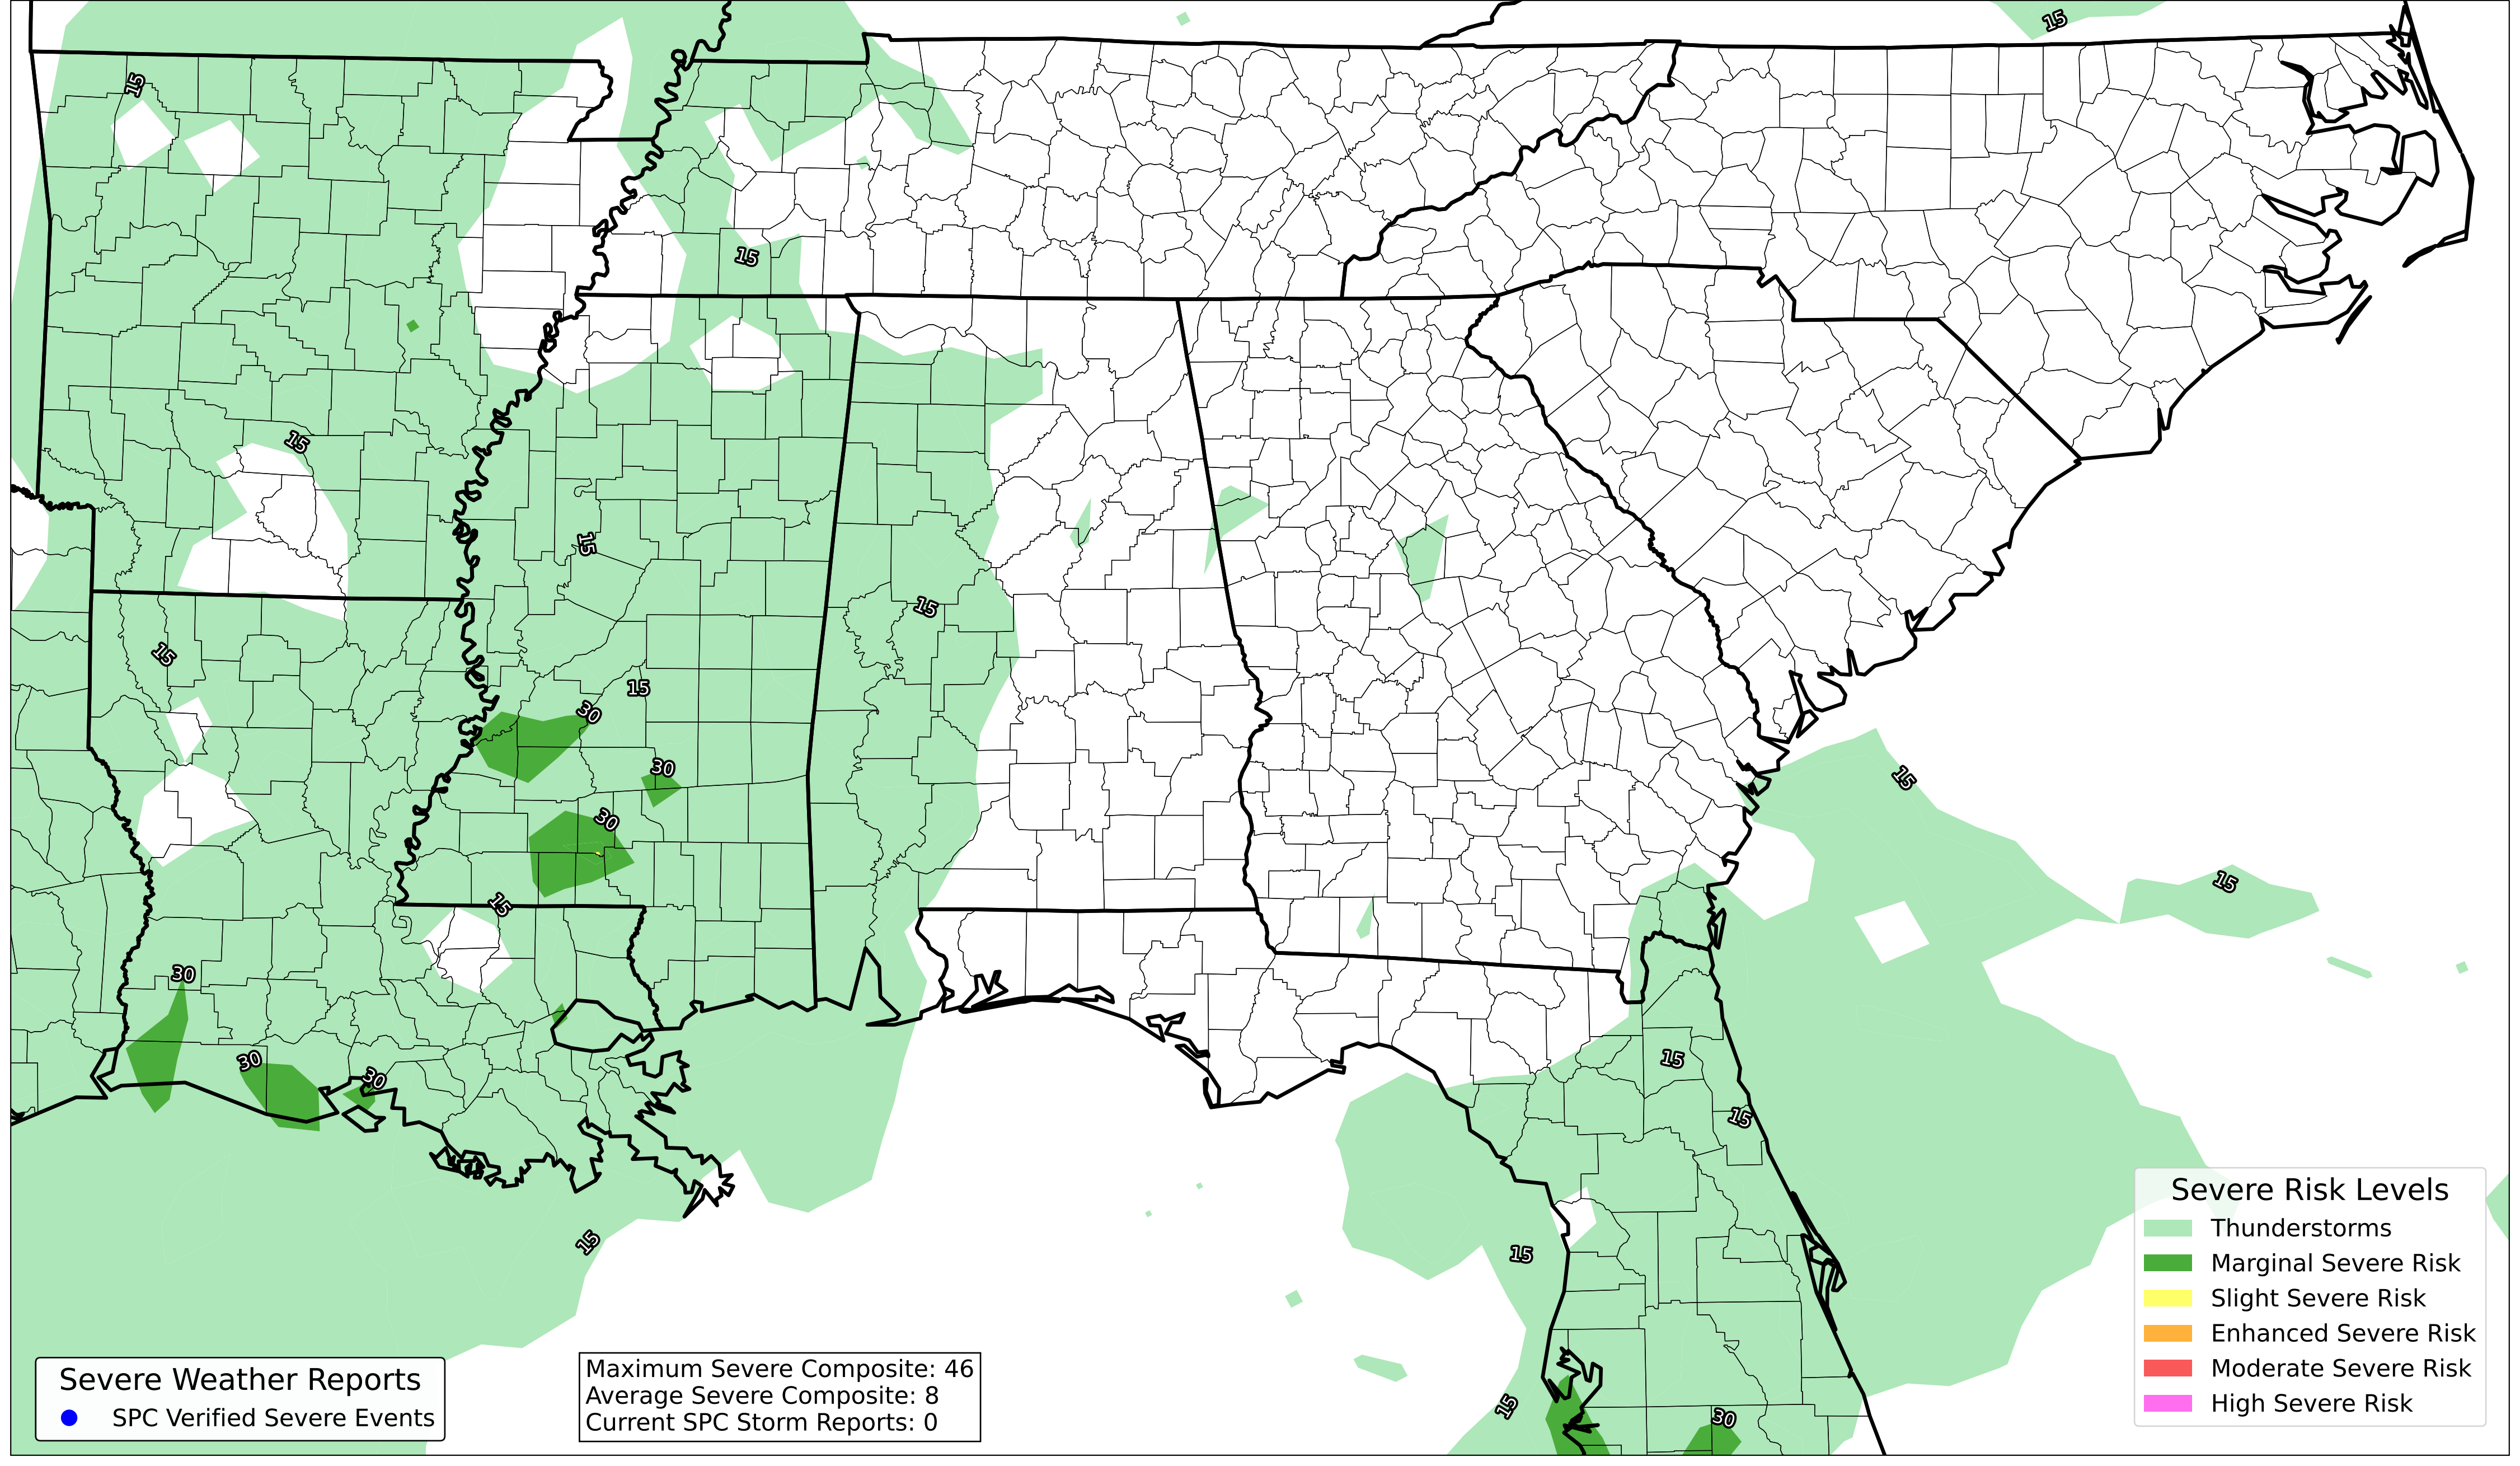 15
15
15
15
15
15
15
30
15
30
30
15
15
15
30
15
30
30
15
15
15
15
15
30
Severe Risk Levels
Thunderstorms
Marginal Severe Risk
Slight Severe Risk
Enhanced Severe Risk
Moderate Severe Risk
High Severe Risk
Severe Weather Reports
SPC Verified Severe Events
Maximum Severe Composite: 46
Average Severe Composite: 8
Current SPC Storm Reports: 0